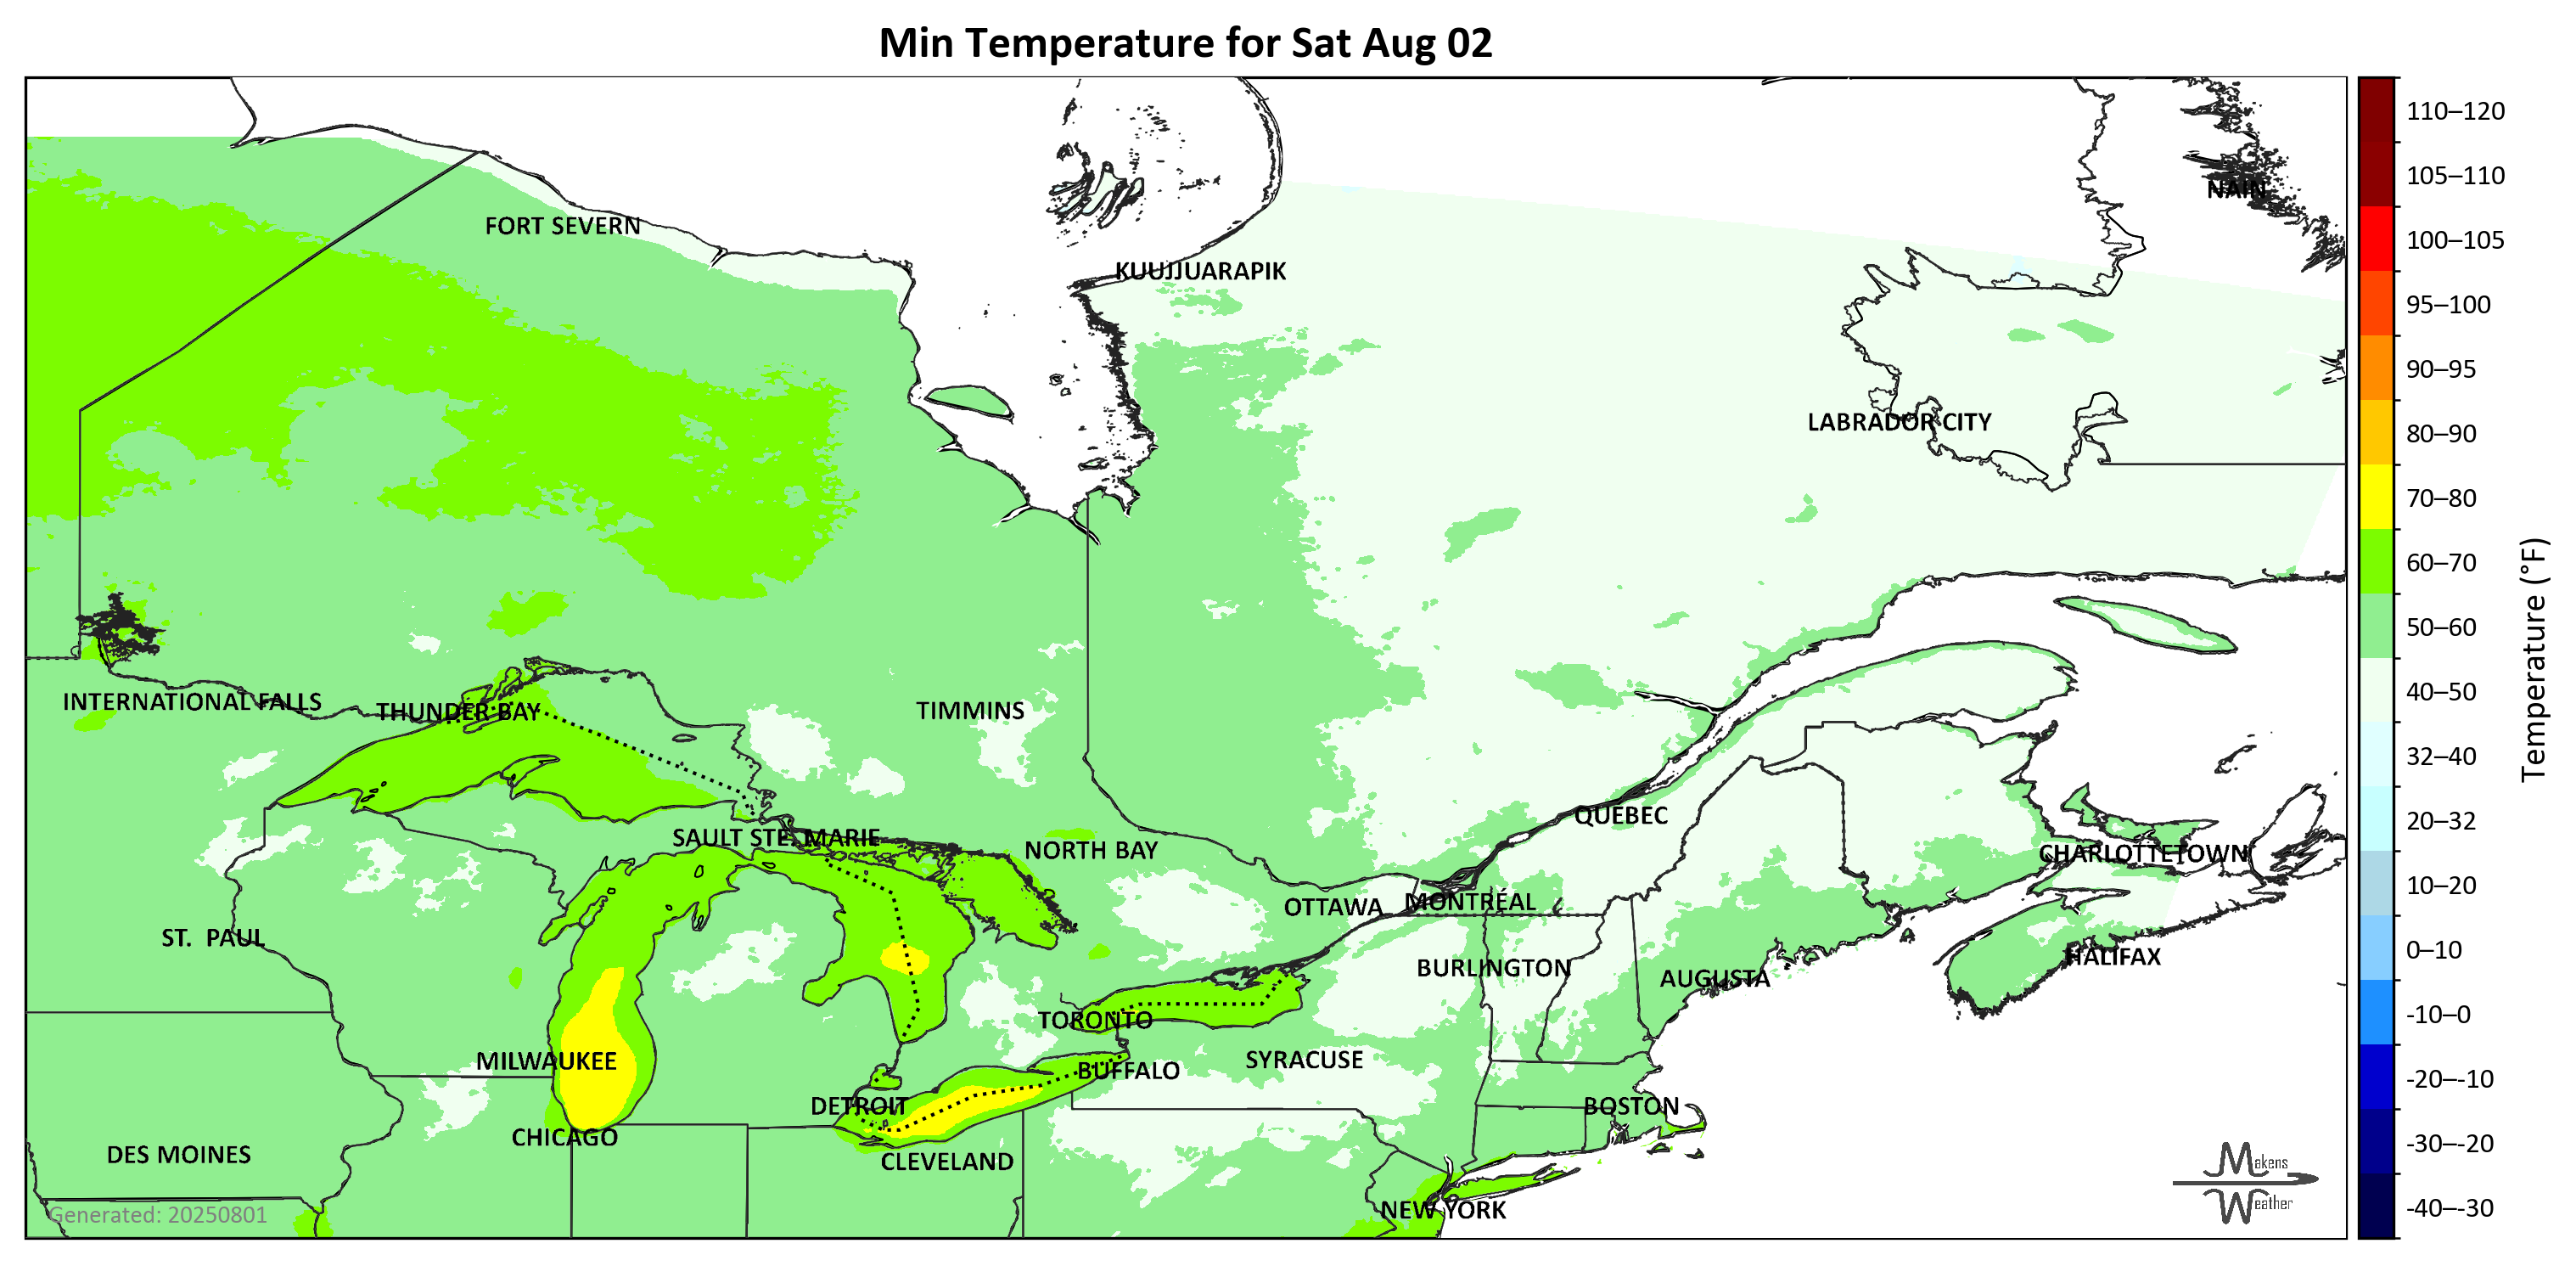 Min Temperature for Sat Aug 02
NAIN
FORT SEVERN
KUUJJUARAPIK
LABRADOR CITY
INTERNATIONAL FALLS
THUNDER BAY
TIMMINS
QUEBEC
SAULT STE. MARIE
NORTH BAY
CHARLOTTETOWN
OTTAWA
MONTRÉAL
ST. PAUL
HALIFAX
BURLINGTON
AUGUSTA
TORONTO
MILWAUKEE
SYRACUSE
BUFFALO
DETROIT
BOSTON
CHICAGO
DES MOINES
CLEVELAND
NEW YORK
Generated: 20250801
Makens
Weather
110–120
105–110
100–105
95–100
90–95
80–90
70–80
60–70
50–60
40–50
32–40
20–32
10–20
0–10
-10–0
-20–-10
-30–-20
-40–-30
Temperature (°F)